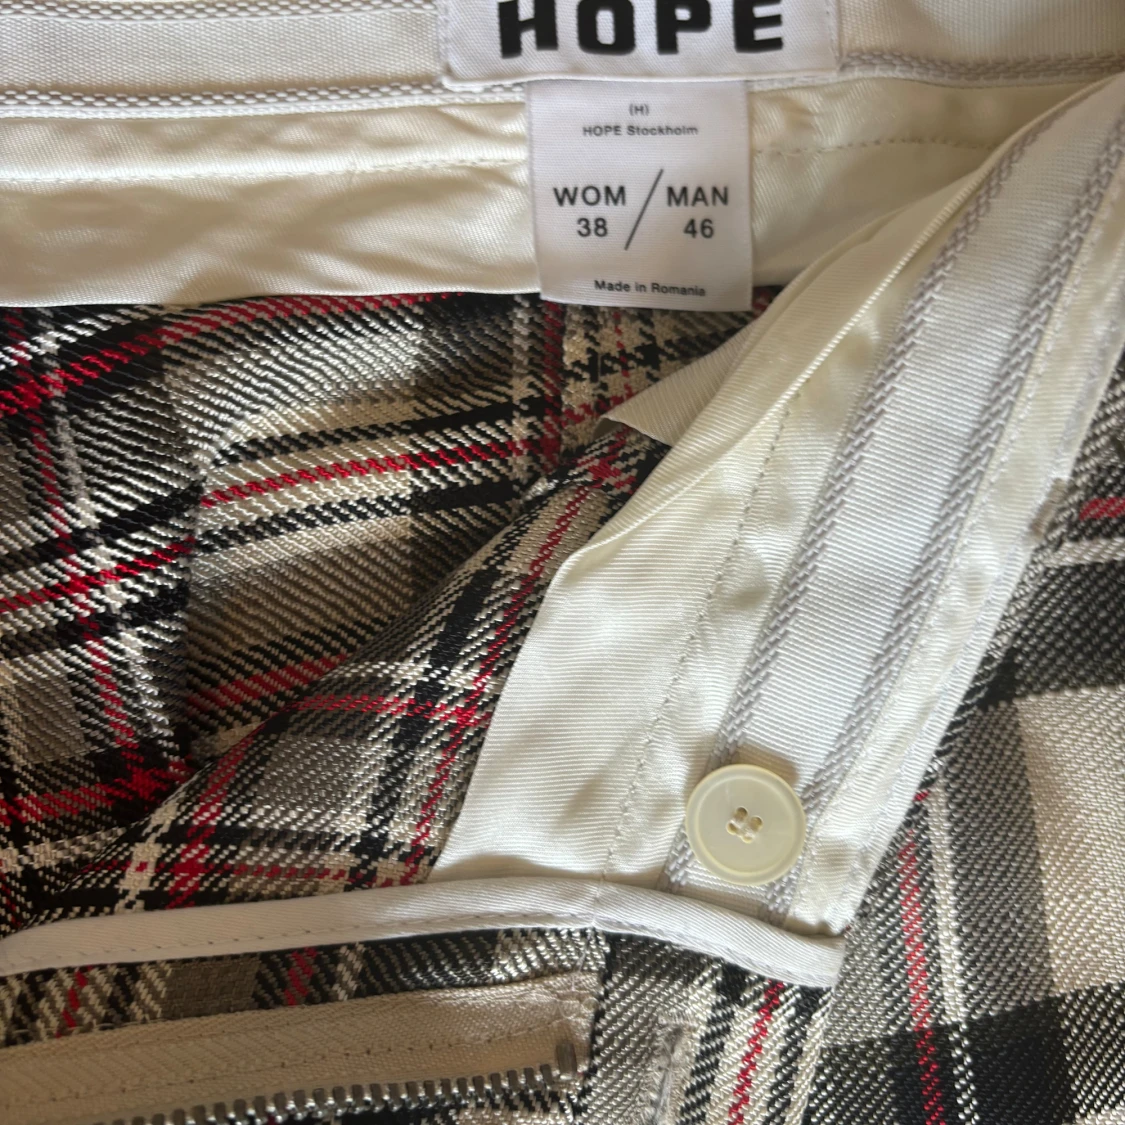 HOPE
(H)
HOPE Stockholm
WOM / MAN
38 46
Made in Romania